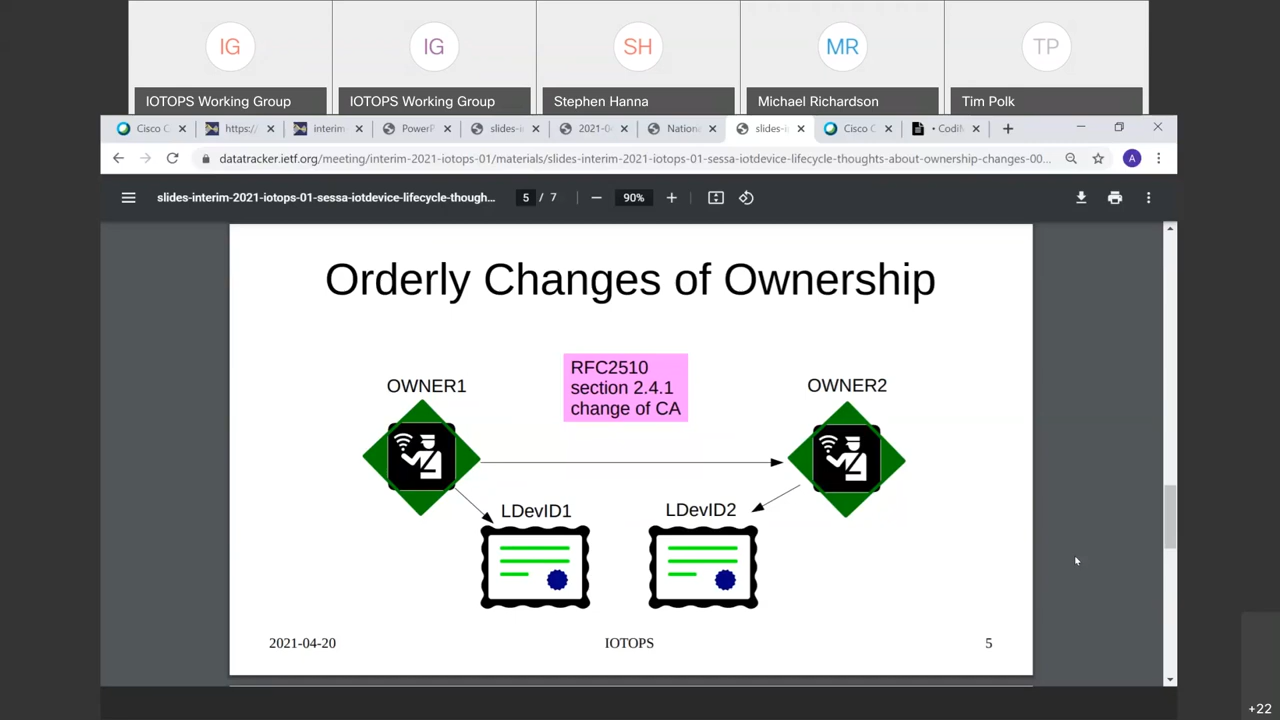 IG
IG
SH
MR
TP
IOTOPS Working Group
IOTOPS Working Group
Stephen Hanna
Michael Richardson
Tim Polk
Cisco C
https:/
interim
PowerP
slides-i
2021-0
Nation
slides-i
Cisco C
• CodiM
A
datatracker.ietf.org/meeting/interim-2021-iotops-01/materials/slides-interim-2021-iotops-01-sessa-iotdevice-lifecycle-thoughts-about-ownership-changes-00...
slides-interim-2021-iotops-01-sessa-iotdevice-lifecycle-thoough...
5 / 7
90%
Orderly Changes of Ownership
RFC2510
section 2.4.1
change of CA
OWNER1
OWNER2
LDevID1
LDevID2
2021-04-20
IOTOPS
5
+22